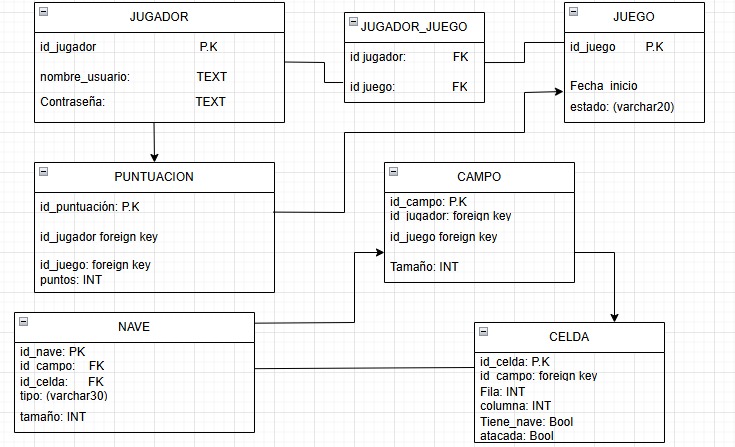 JUGADOR
id_jugador P.K
nombre_usuario: TEXT
Contraseña: TEXT
JUGADOR_JUEGO
id jugador: FK
id juego: FK
JUEGO
id_juego P.K
Fecha inicio
estado: (varchar20)
PUNTUACION
id_puntuación: P.K
id_jugador foreign key
id_juego: foreign key
puntos: INT
CAMPO
id_campo: P.K
id_jugador: foreign key
id_juego foreign key
Tamaño: INT
NAVE
id_nave: PK
id_campo: FK
id_celda: FK
tipo: (varchar30)
tamaño: INT
CELDA
id_celda: P.K
id_campo: foreign key
Fila: INT
columna: INT
Tiene_nave: Bool
atacada: Bool